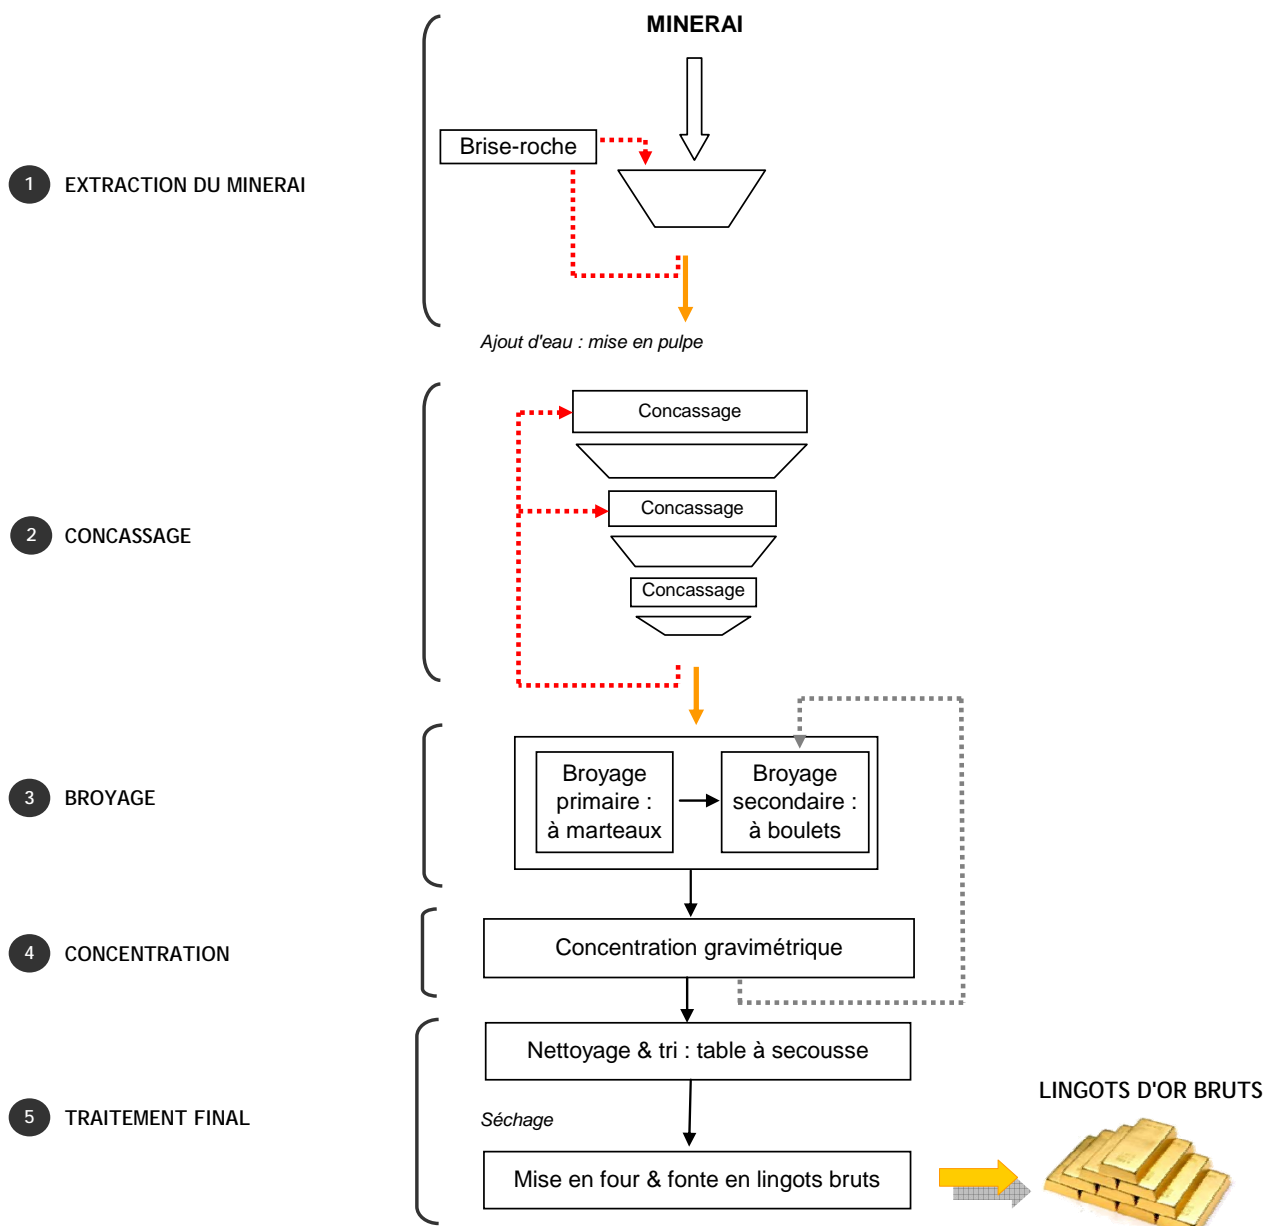 MINERAI
Brise-roche
1 EXTRACTION DU MINERAI
Ajout d'eau : mise en pulpe
Concassage
Concassage
2 CONCASSAGE
Concassage
Broyage
primaire :
à marteaux
Broyage
secondaire :
à boulets
3 BROYAGE
4 CONCENTRATION
Concentration gravimétrique
Nettoyage & tri : table à secousse
5 TRAITEMENT FINAL
Séchage
Mise en four & fonte en lingots bruts
LINGOTS D'OR BRUTS